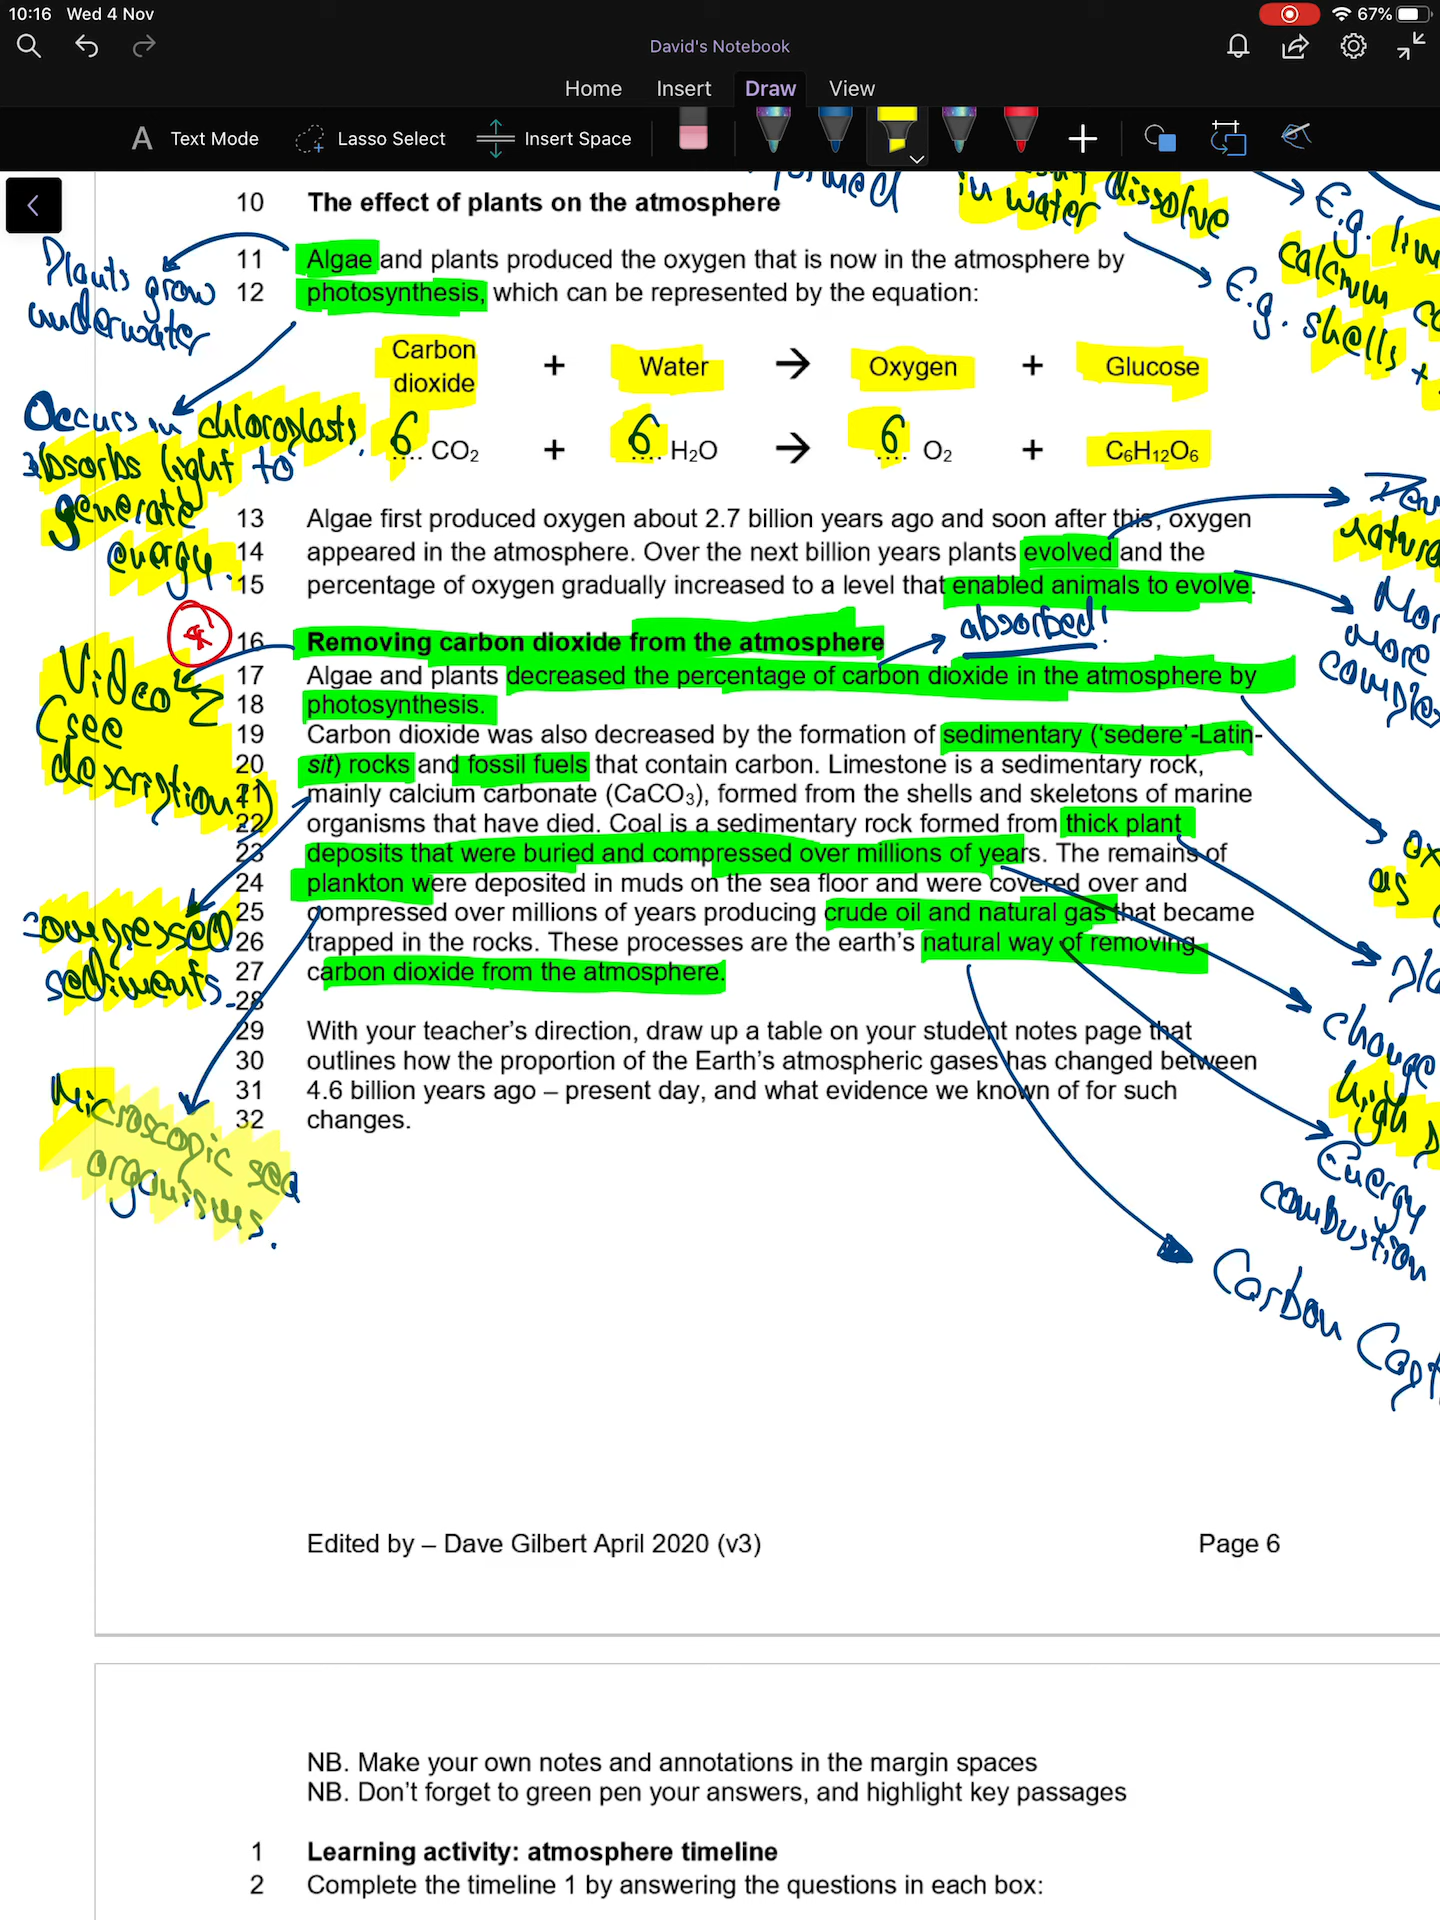 10:16 Wed 4 Nov
67%
David's Notebook
Home Insert Draw View
Text Mode Lasso Select Insert Space
formed
in water
dissolve
E.g.
calcium
E.g. shells +
10 The effect of plants on the atmosphere
Plants grow
underwater
11 Algae and plants produced the oxygen that is now in the atmosphere by
12 photosynthesis, which can be represented by the equation:
Carbon dioxide + Water → Oxygen + Glucose
6 CO2 + 6 H2O → 6 O2 + C6H12O6
Occurs in chloroplasts.
absorbs light to
generate
energy.
13 Algae first produced oxygen about 2.7 billion years ago and soon after this, oxygen
14 appeared in the atmosphere. Over the next billion years plants evolved and the
15 percentage of oxygen gradually increased to a level that enabled animals to evolve.
more
absorbed!
16 Removing carbon dioxide from the atmosphere
Video
(see
description)
17 Algae and plants decreased the percentage of carbon dioxide in the atmosphere by
18 photosynthesis.
19 Carbon dioxide was also decreased by the formation of sedimentary (‘sedere’-Latin-
20 sit) rocks and fossil fuels that contain carbon. Limestone is a sedimentary rock,
21 mainly calcium carbonate (CaCO3), formed from the shells and skeletons of marine
22 organisms that have died. Coal is a sedimentary rock formed from thick plant
23 deposits that were buried and compressed over millions of years. The remains of
24 plankton were deposited in muds on the sea floor and were covered over and
25 compressed over millions of years producing crude oil and natural gas that became
26 trapped in the rocks. These processes are the earth’s natural way of removing
27 carbon dioxide from the atmosphere.
28
compressed
sediments.
as
change
high
29 With your teacher’s direction, draw up a table on your student notes page that
30 outlines how the proportion of the Earth’s atmospheric gases has changed between
31 4.6 billion years ago – present day, and what evidence we known of for such
32 changes.
Microscopic sea
organisms.
Energy
combustion
Carbon
Edited by – Dave Gilbert April 2020 (v3) Page 6
NB. Make your own notes and annotations in the margin spaces
NB. Don’t forget to green pen your answers, and highlight key passages
1 Learning activity: atmosphere timeline
2 Complete the timeline 1 by answering the questions in each box: